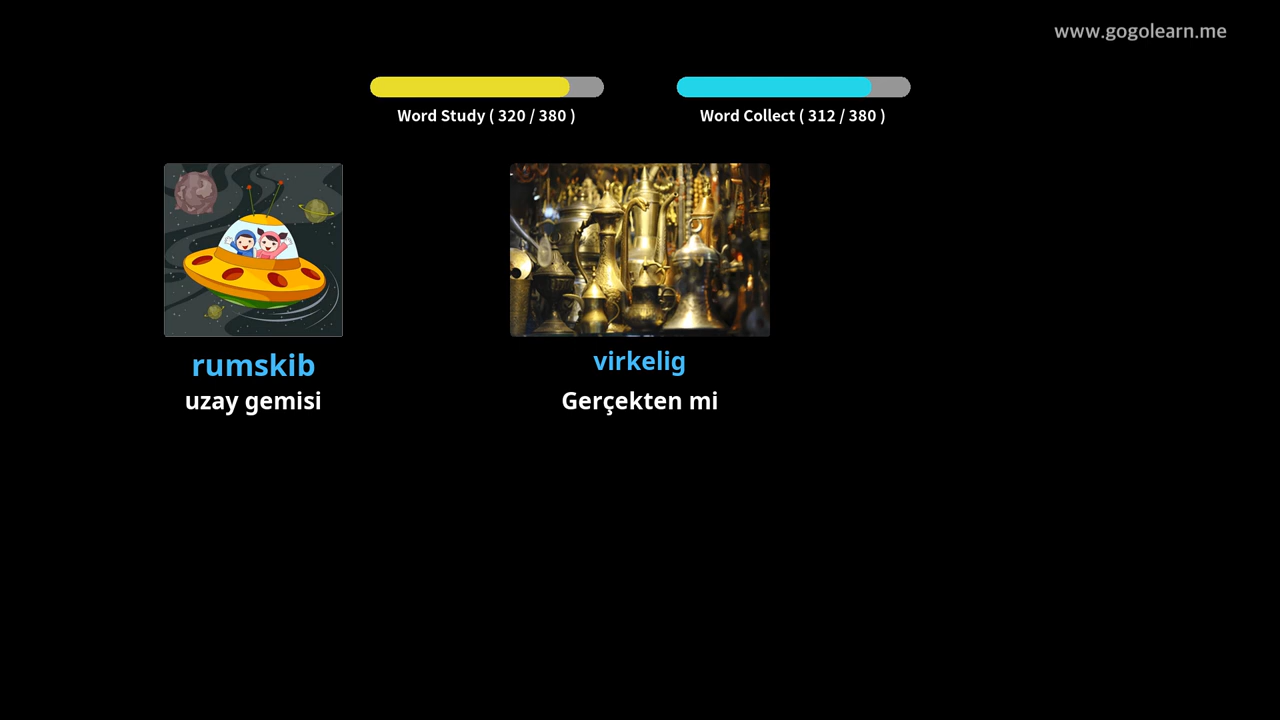 www.gogolearn.me
Word Study ( 320 / 380 )
Word Collect ( 312 / 380 )
rumskib
uzay gemisi
virkelig
Gerçekten mi